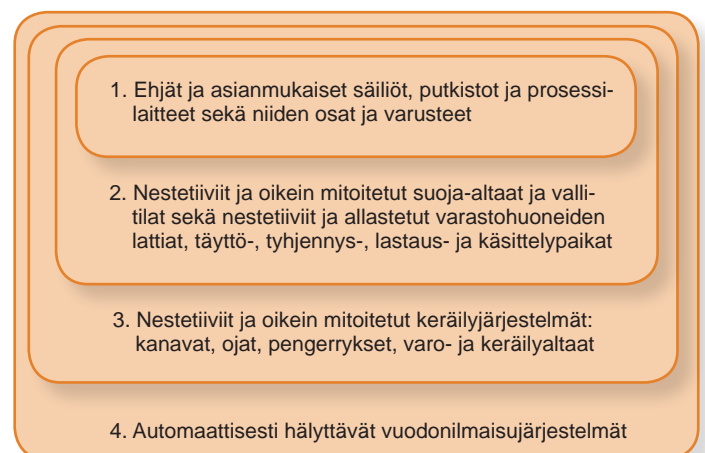 1. Ehjät ja asianmukaiset säiliöt, putkistot ja prosessi-
laitteet sekä niiden osat ja varusteet
2. Nestetiiviit ja oikein mitoitetut suoja-altaat ja valli-
tilat sekä nestetiiviit ja allastetut varastohuoneiden
lattiat, täyttö-, tyhjennys-, lastaus- ja käsittelypaikat
3. Nestetiiviit ja oikein mitoitetut keräilyjärjestelmät:
kanavat, ojat, pengerrykset, varo- ja keräilyaltaat
4. Automaattisesti hälyttävät vuodonilmaisujärjestelmät